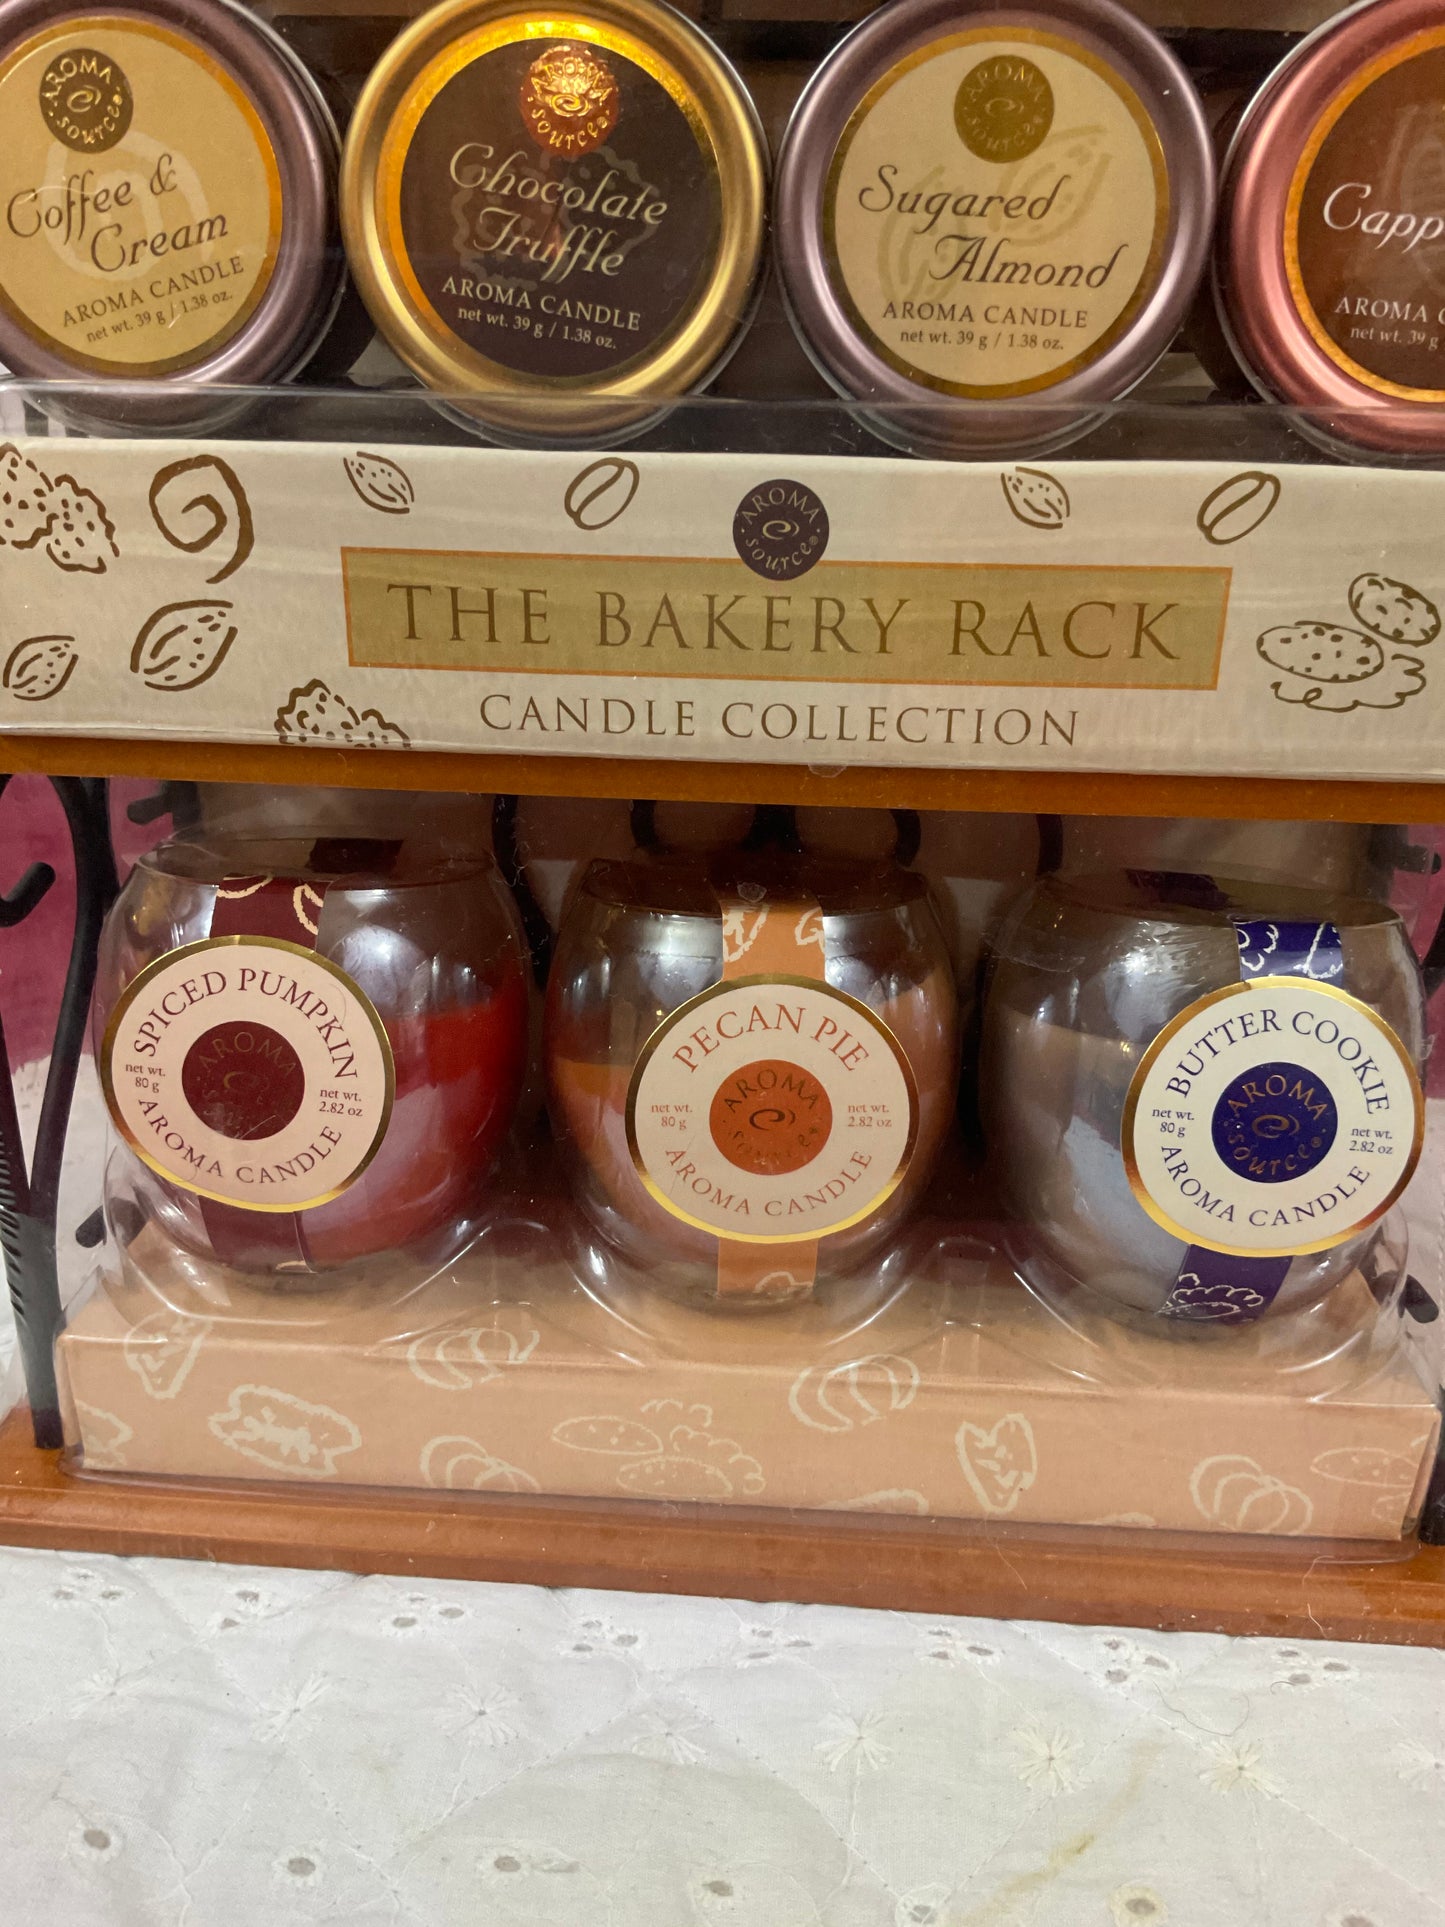 AROMA
source
Coffee &
Cream
AROMA CANDLE
net wt. 39 g / 1.38 oz.
AROMA
source®
Chocolate
Truffle
AROMA CANDLE
net wt. 39 g / 1.38 oz.
AROMA
source
Sugared
Almond
AROMA CANDLE
net wt. 39 g / 1.38 oz.
Capp
AROMA C
net wt. 39 g
AROMA
source®
THE BAKERY RACK
CANDLE COLLECTION
SPICED PUMPKIN
net wt.
80 g
AROMA
net wt.
2.82 oz
AROMA CANDLE
PECAN PIE
net wt.
80 g
AROMA
source
net wt.
2.82 oz
AROMA CANDLE
BUTTER COOKIE
net wt.
80 g
AROMA
source®
net wt.
2.82 oz
AROMA CANDLE